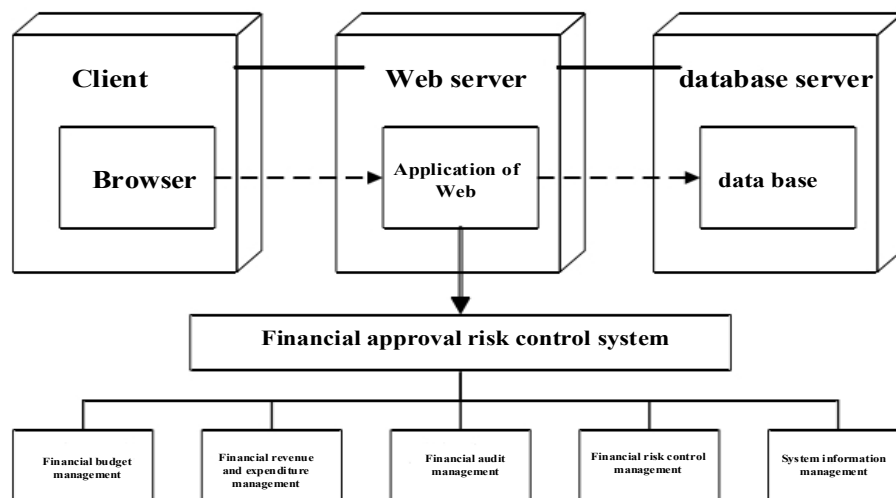 Client
Web server
database server
Browser
Application of
Web
data base
Financial approval risk control system
Financial budget
management
Financial revenue
and expenditure
management
Financial audit
management
Financial risk control
management
System information
management